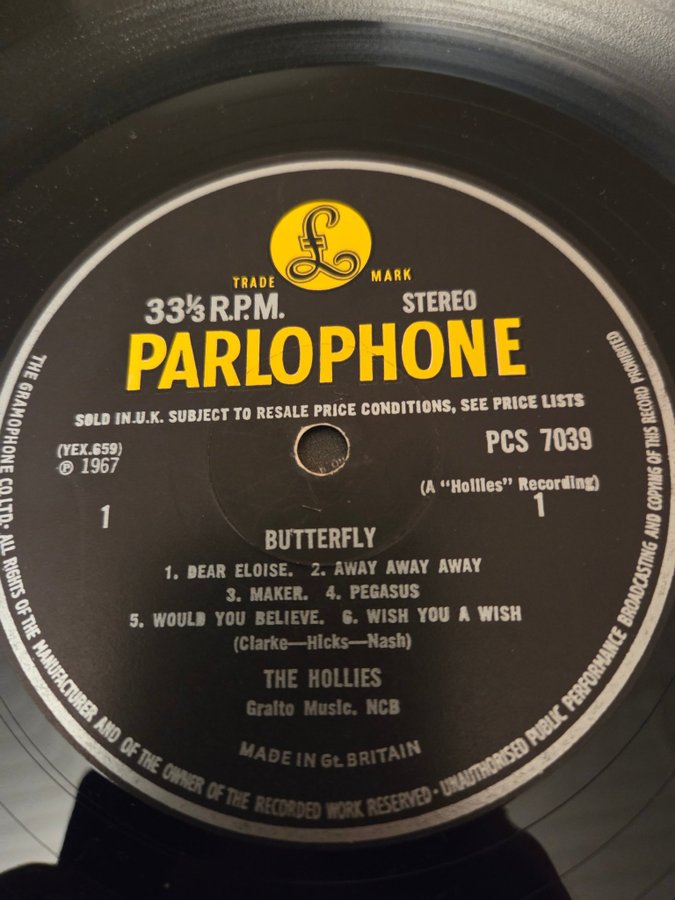 £
TRADE MARK
33⅓ R.P.M. STEREO
PARLOPHONE
SOLD IN U.K. SUBJECT TO RESALE PRICE CONDITIONS, SEE PRICE LISTS
(YEX.659) PCS 7039
℗ 1967
(A "Hollies" Recording)
1 1
BUTTERFLY
1. DEAR ELOISE. 2. AWAY AWAY AWAY
3. MAKER. 4. PEGASUS
5. WOULD YOU BELIEVE. 6. WISH YOU A WISH
(Clarke—Hicks—Nash)
THE HOLLIES
Gralto Music. NCB
MADE IN Gt. BRITAIN
THE GRAMOPHONE CO. LTD. ALL RIGHTS OF THE MANUFACTURER AND OF THE OWNER OF THE RECORDED WORK RESERVED · UNAUTHORISED PUBLIC PERFORMANCE BROADCASTING AND COPYING OF THIS RECORD PROHIBITED